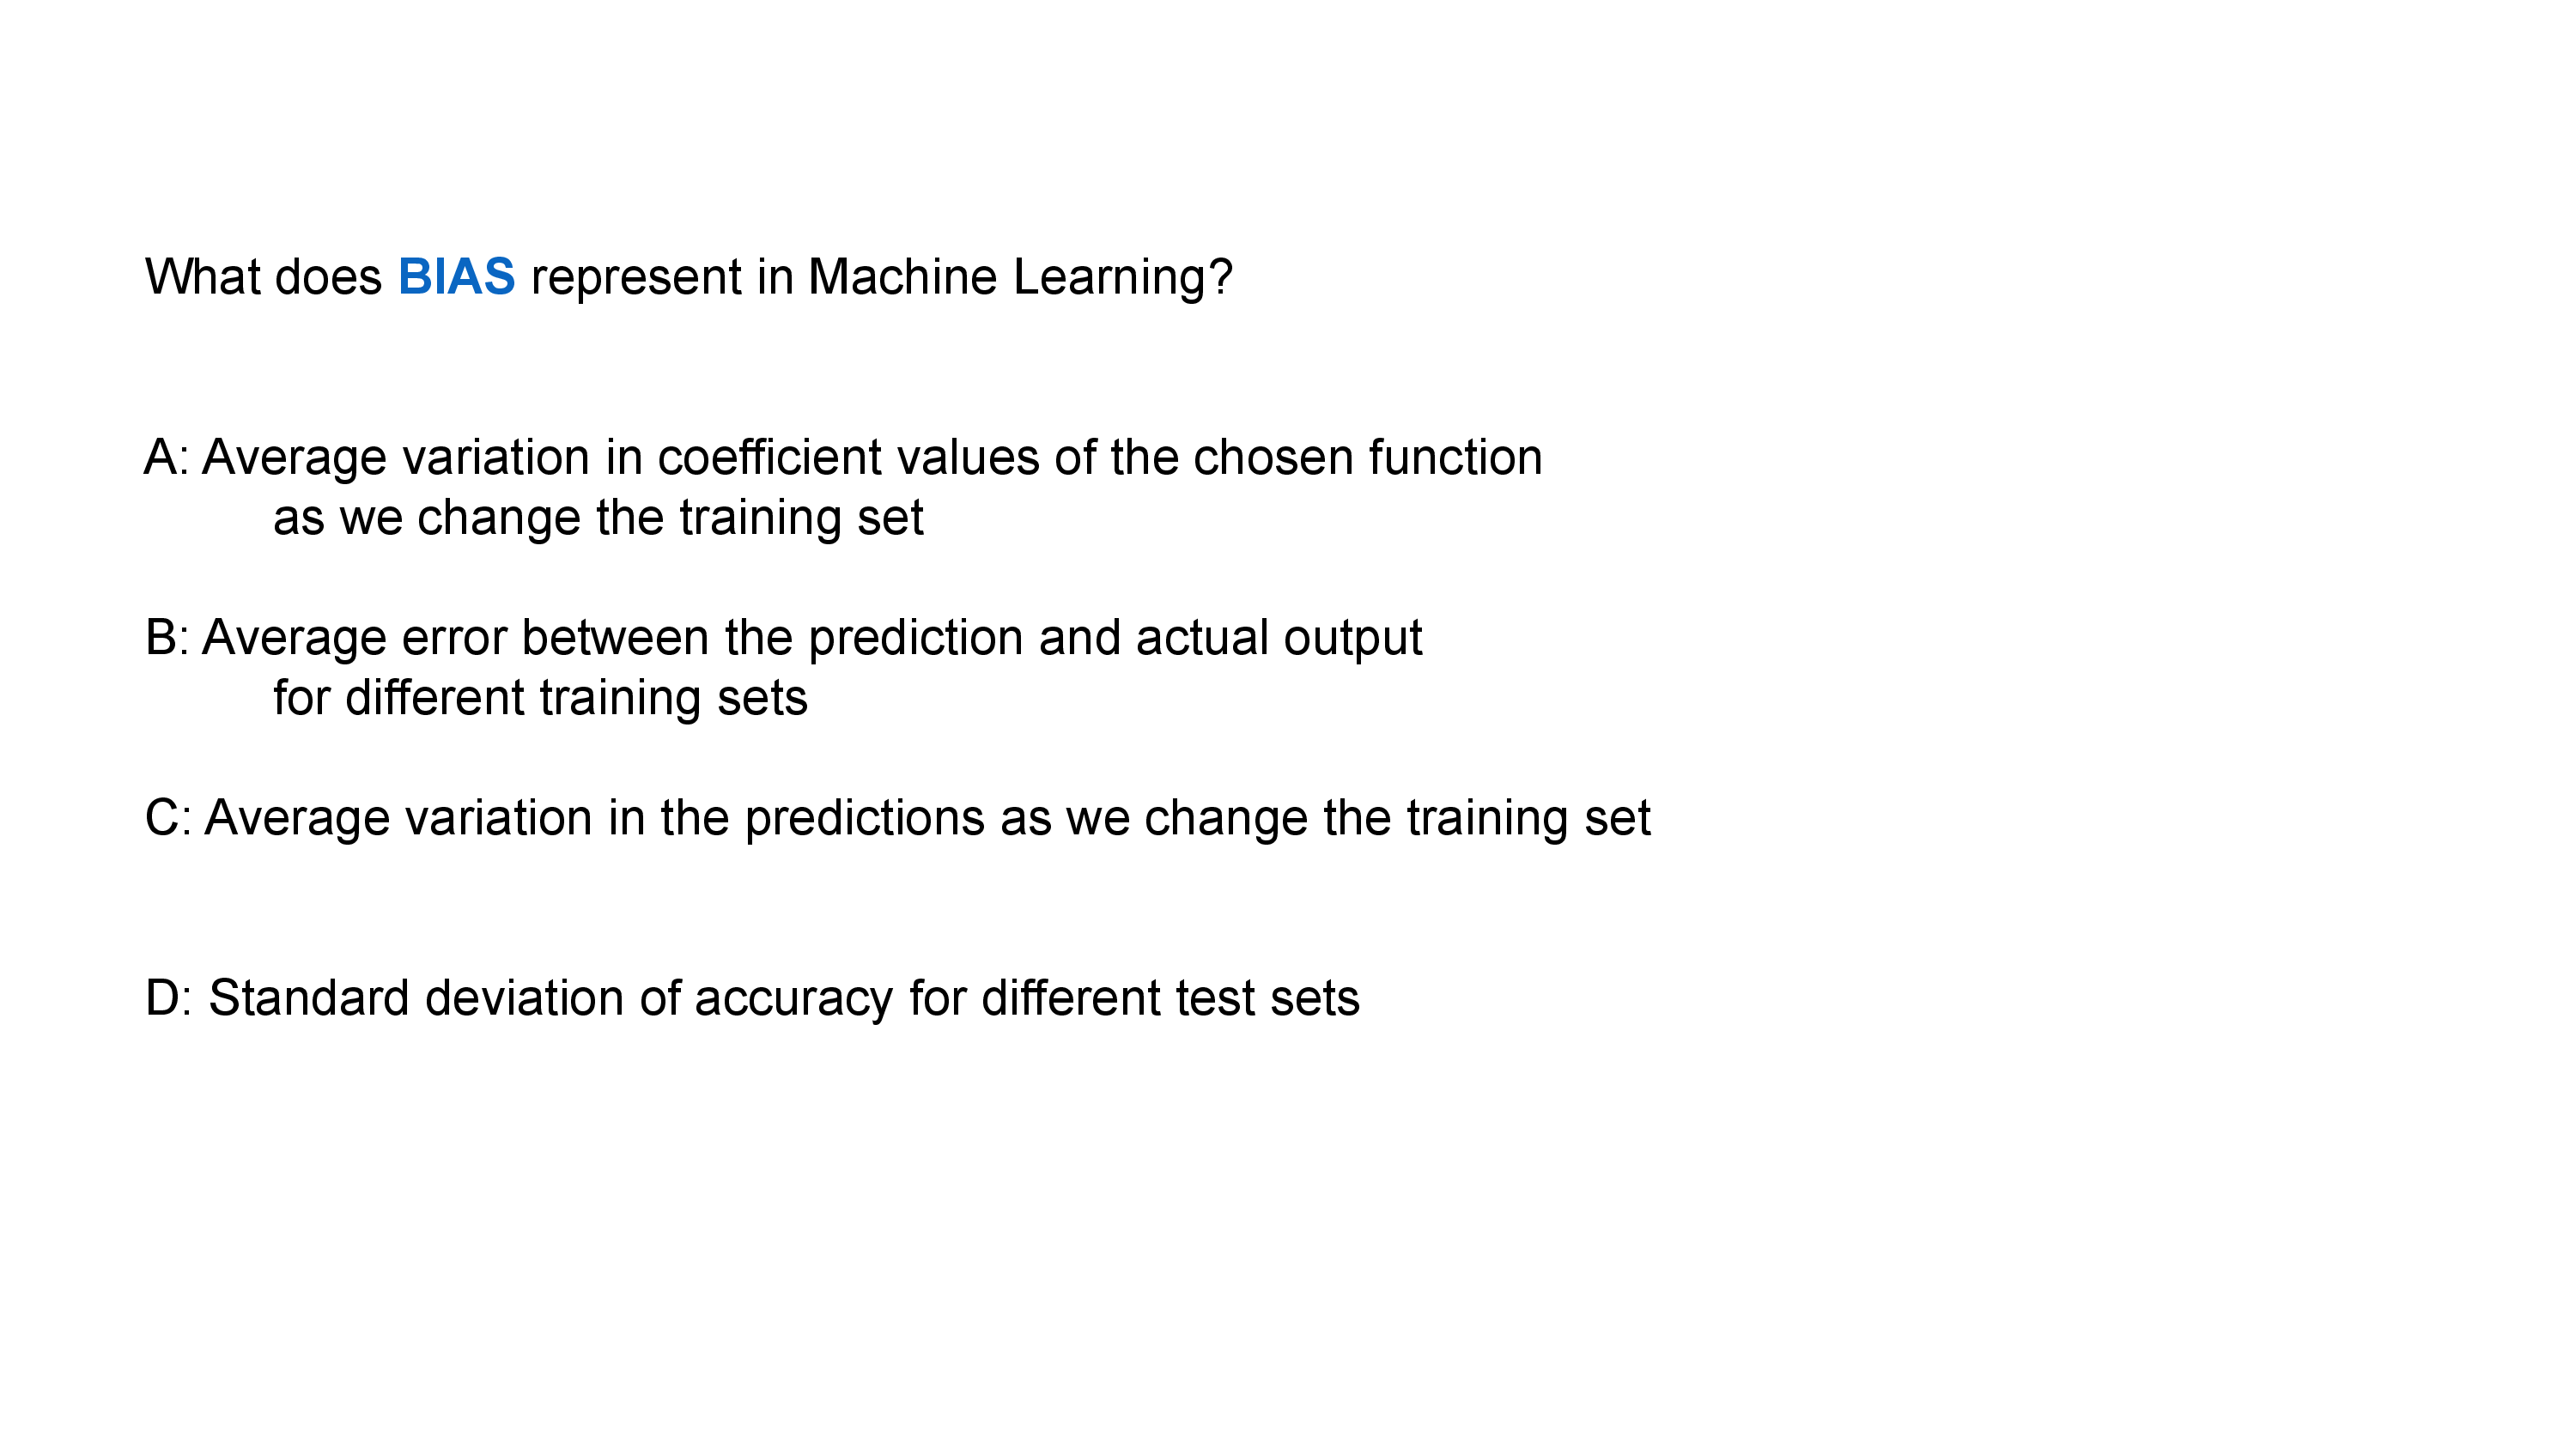 What does BIAS represent in Machine Learning?
A: Average variation in coefficient values of the chosen function
as we change the training set
B: Average error between the prediction and actual output
for different training sets
C: Average variation in the predictions as we change the training set
D: Standard deviation of accuracy for different test sets